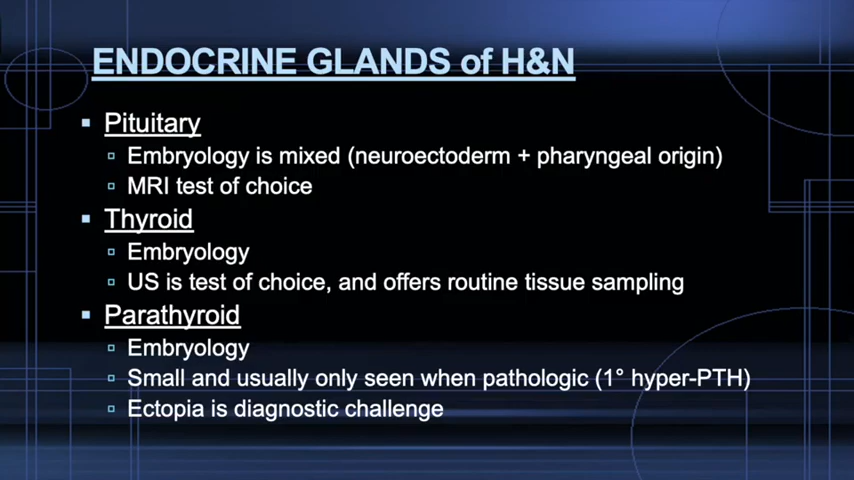 ENDOCRINE GLANDS of H&N
▪ Pituitary
▫ Embryology is mixed (neuroectoderm + pharyngeal origin)
▫ MRI test of choice
▪ Thyroid
▫ Embryology
▫ US is test of choice, and offers routine tissue sampling
▪ Parathyroid
▫ Embryology
▫ Small and usually only seen when pathologic (1° hyper-PTH)
▫ Ectopia is diagnostic challenge